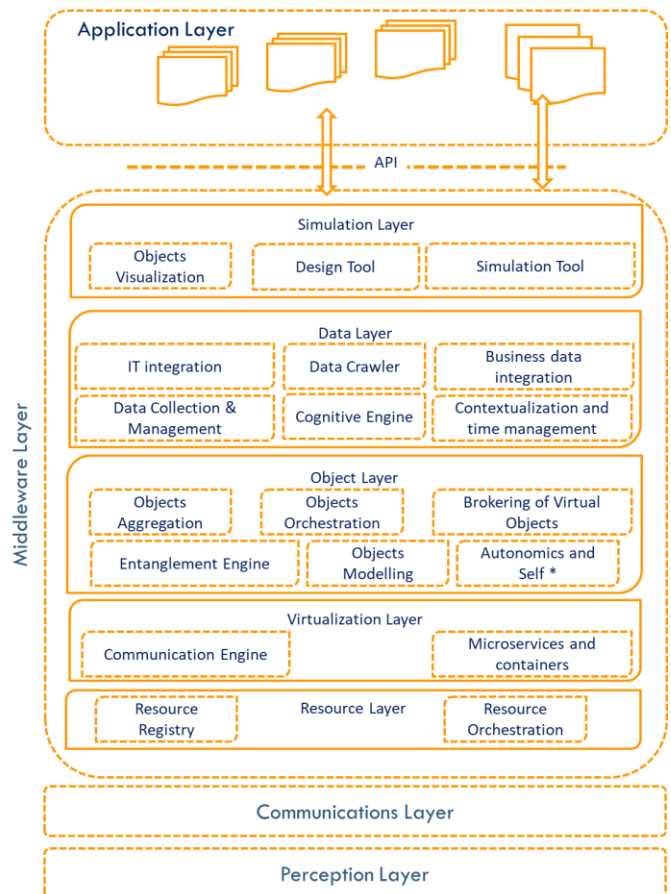 Application Layer
API
Middleware Layer
Simulation Layer
Objects
Visualization
Design Tool
Simulation Tool
Data Layer
IT integration
Data Crawler
Business data
integration
Data Collection &
Management
Cognitive Engine
Contextualization and
time management
Object Layer
Objects
Aggregation
Objects
Orchestration
Brokering of Virtual
Objects
Entanglement Engine
Objects
Modelling
Autonomics and
Self *
Virtualization Layer
Communication Engine
Microservices and
containers
Resource
Registry
Resource Layer
Resource
Orchestration
Communications Layer
Perception Layer